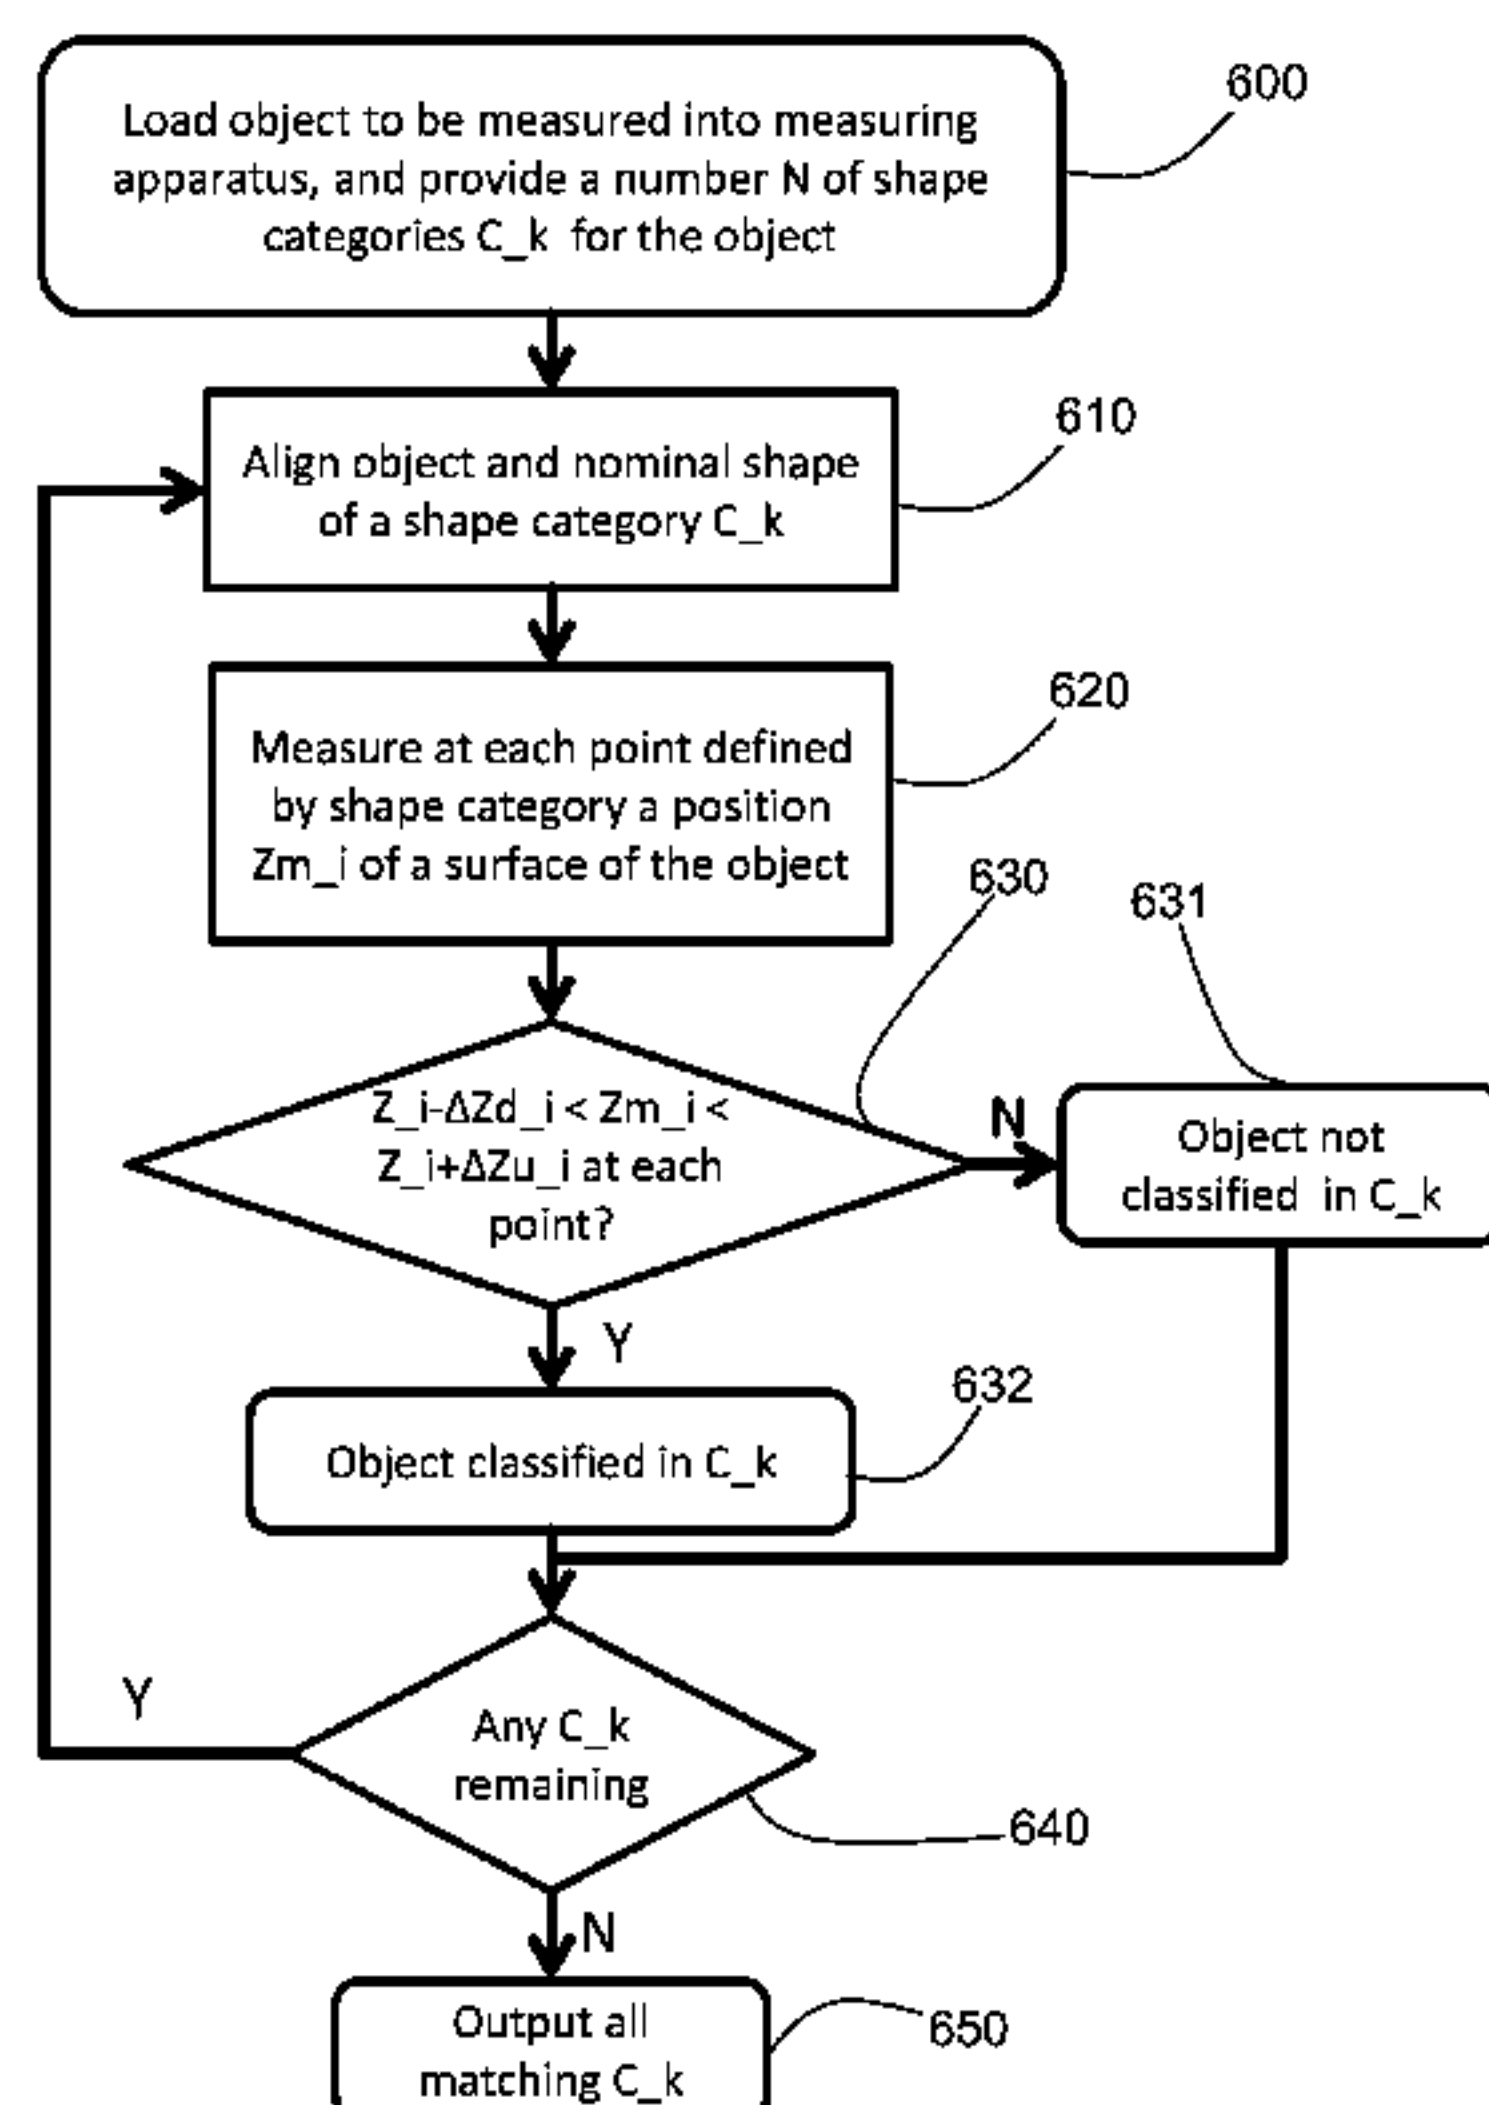 600
Load object to be measured into measuring
apparatus, and provide a number N of shape
categories C_k for the object
610
Align object and nominal shape
of a shape category C_k
620
Measure at each point defined
by shape category a position
Zm_i of a surface of the object
630
631
Z_i-ΔZd_i < Zm_i <
Z_i+ΔZu_i at each
point?
N
Object not
classified in C_k
Y
632
Object classified in C_k
Y
Any C_k
remaining
640
N
Output all
matching C_k
650